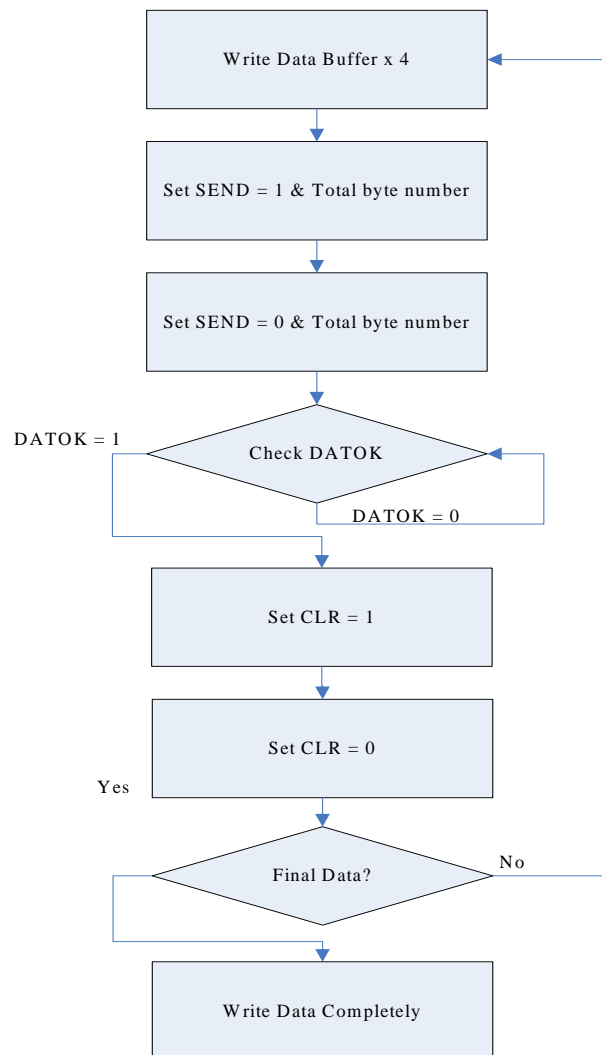 Write Data Buffer x 4
Set SEND = 1 & Total byte number
Set SEND = 0 & Total byte number
DATOK = 1
Check DATOK
DATOK = 0
Set CLR = 1
Set CLR = 0
Yes
Final Data?
No
Write Data Completely